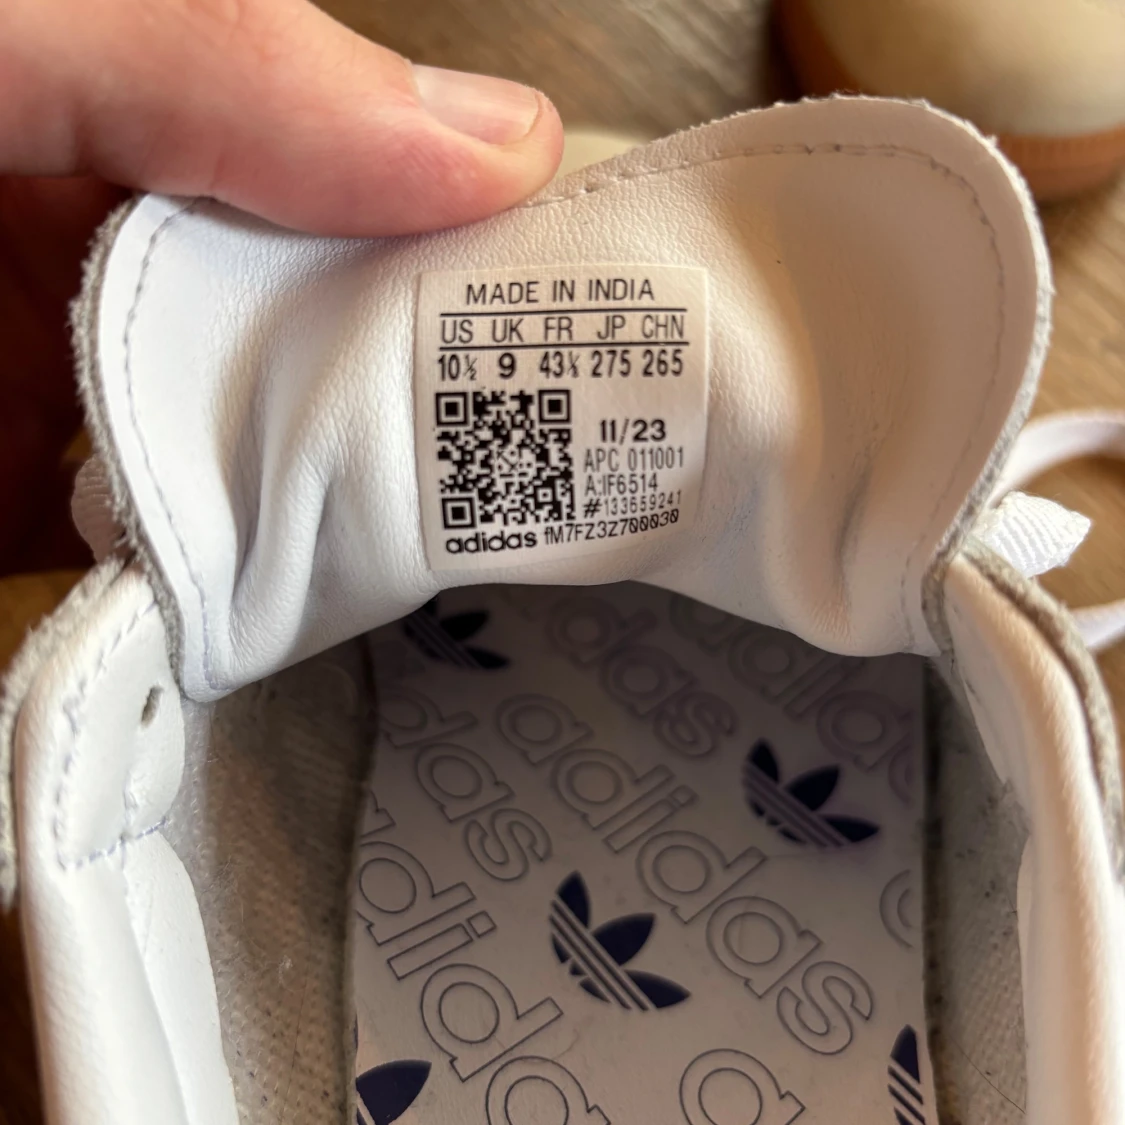 MADE IN INDIA
US UK FR JP CHN
10½ 9 43⅓ 275 265
11/23
APC 011001
A:IF6514
#133659241
adidas fM7FZ3Z700030
adidas
adidas
adidas
adidas
adidas